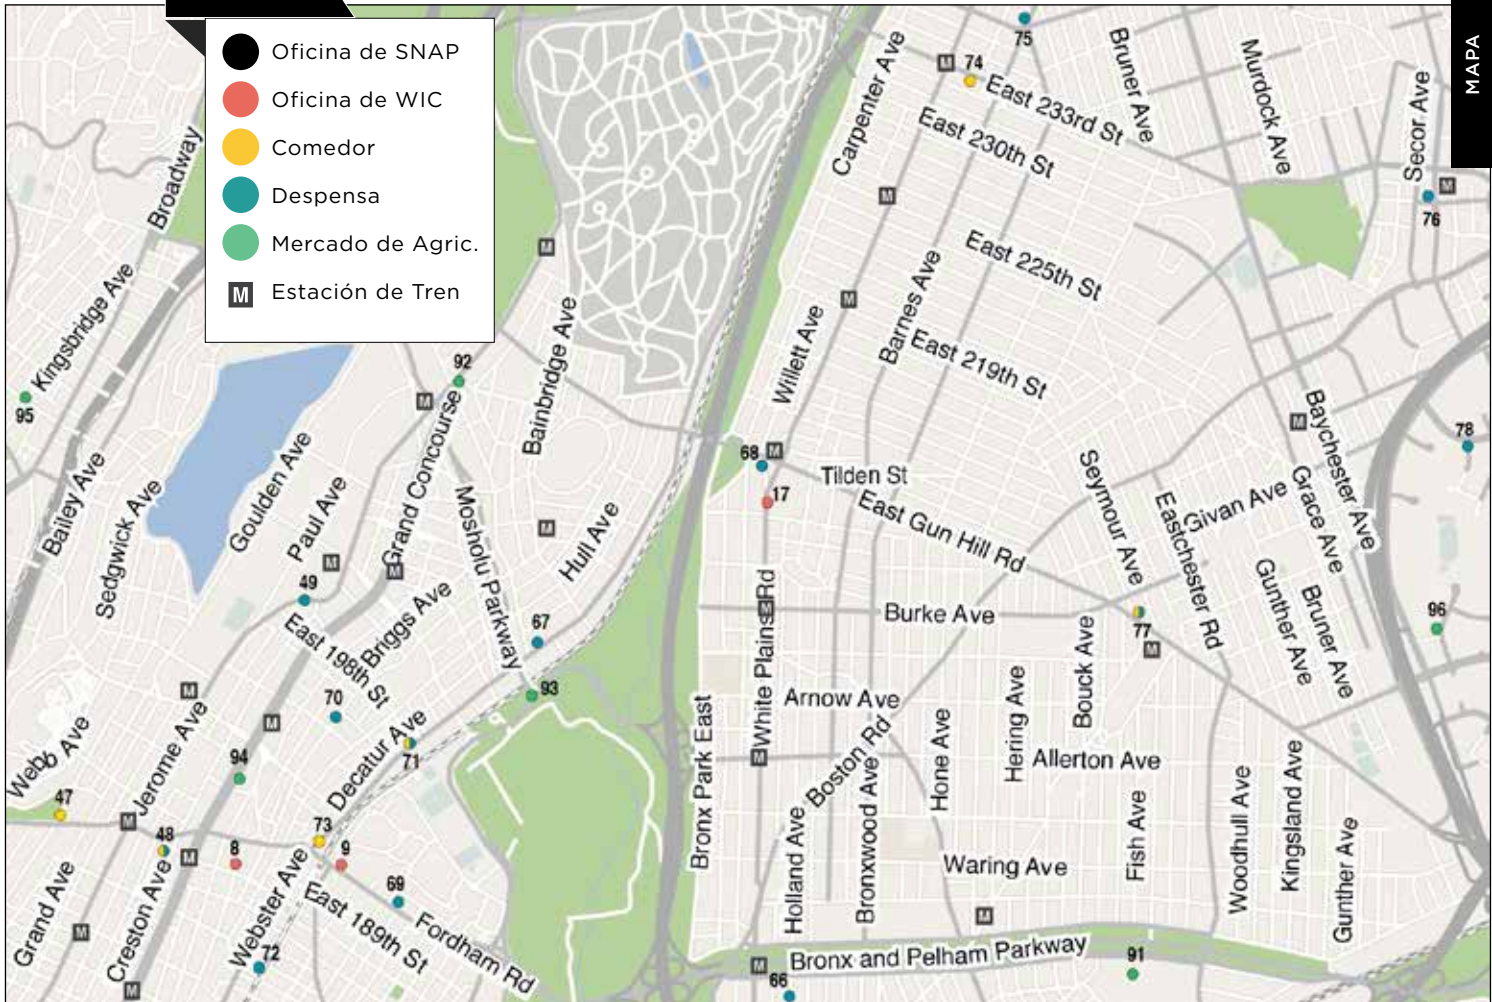 MAPA
Oficina de SNAP
Oficina de WIC
Comedor
Despensa
Mercado de Agric.
M Estación de Tren
75
74
M
Carpenter Ave
East 233rd St
East 230th St
Bruner Ave
Murdock Ave
Secor Ave
M
76
Broadway
M
M
Kingsbridge Ave
95
Bainbridge Ave
M
Willett Ave
Barnes Ave
East 225th St
East 219th St
92
M
Grand Concourse
Baychester Ave
M
78
68
M
Tilden St
17
East Gun Hill Rd
Seymour Ave
Eastchester Rd
Givan Ave
Grace Ave
Gunther Ave
Bruner Ave
Bailey Ave
Sedgwick Ave
Goulden Ave
Paul Ave
Mosholu Parkway
M
Hull Ave
M
M
49
Briggs Ave
East 198th St
67
M
White Plains Rd
Burke Ave
77
M
96
93
70
M
M
Webb Ave
Jerome Ave
94
Decatur Ave
71
Bronx Park East
Arnow Ave
Boston Rd
M
Bouck Ave
Hering Ave
Hone Ave
Allerton Ave
47
M
48
M
8
73
9
69
Grand Ave
M
Creston Ave
M
Webster Ave
72
East 189th St
Fordham Rd
Holland Ave
Bronxwood Ave
Waring Ave
Fish Ave
Woodhull Ave
Kingsland Ave
Gunther Ave
M
M
Bronx and Pelham Parkway
66
91